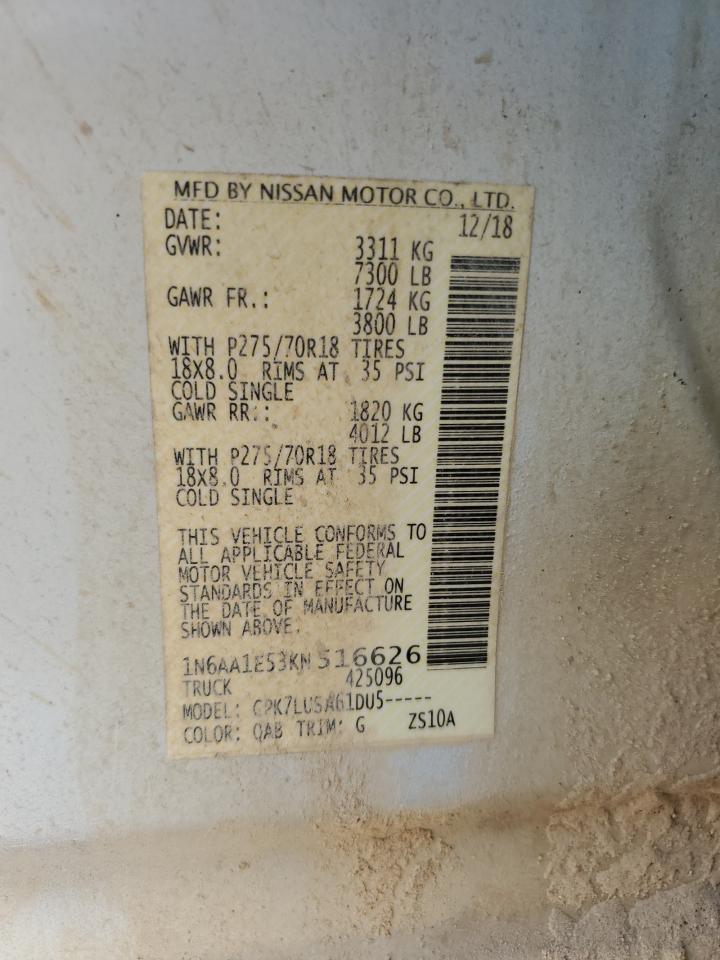 MFD BY NISSAN MOTOR CO., LTD.
DATE: 12/18
GVWR: 3311 KG
7300 LB
GAWR FR.: 1724 KG
3800 LB
WITH P275/70R18 TIRES
18X8.0 RIMS AT 35 PSI
COLD SINGLE
GAWR RR.: 1820 KG
4012 LB
WITH P275/70R18 TIRES
18X8.0 RIMS AT 35 PSI
COLD SINGLE
THIS VEHICLE CONFORMS TO
ALL APPLICABLE FEDERAL
MOTOR VEHICLE SAFETY
STANDARDS IN EFFECT ON
THE DATE OF MANUFACTURE
SHOWN ABOVE.
1N6AA1E53KN516626
TRUCK 425096
MODEL: CPK7LUSA61DU5-----
COLOR: QAB TRIM: G ZS10A